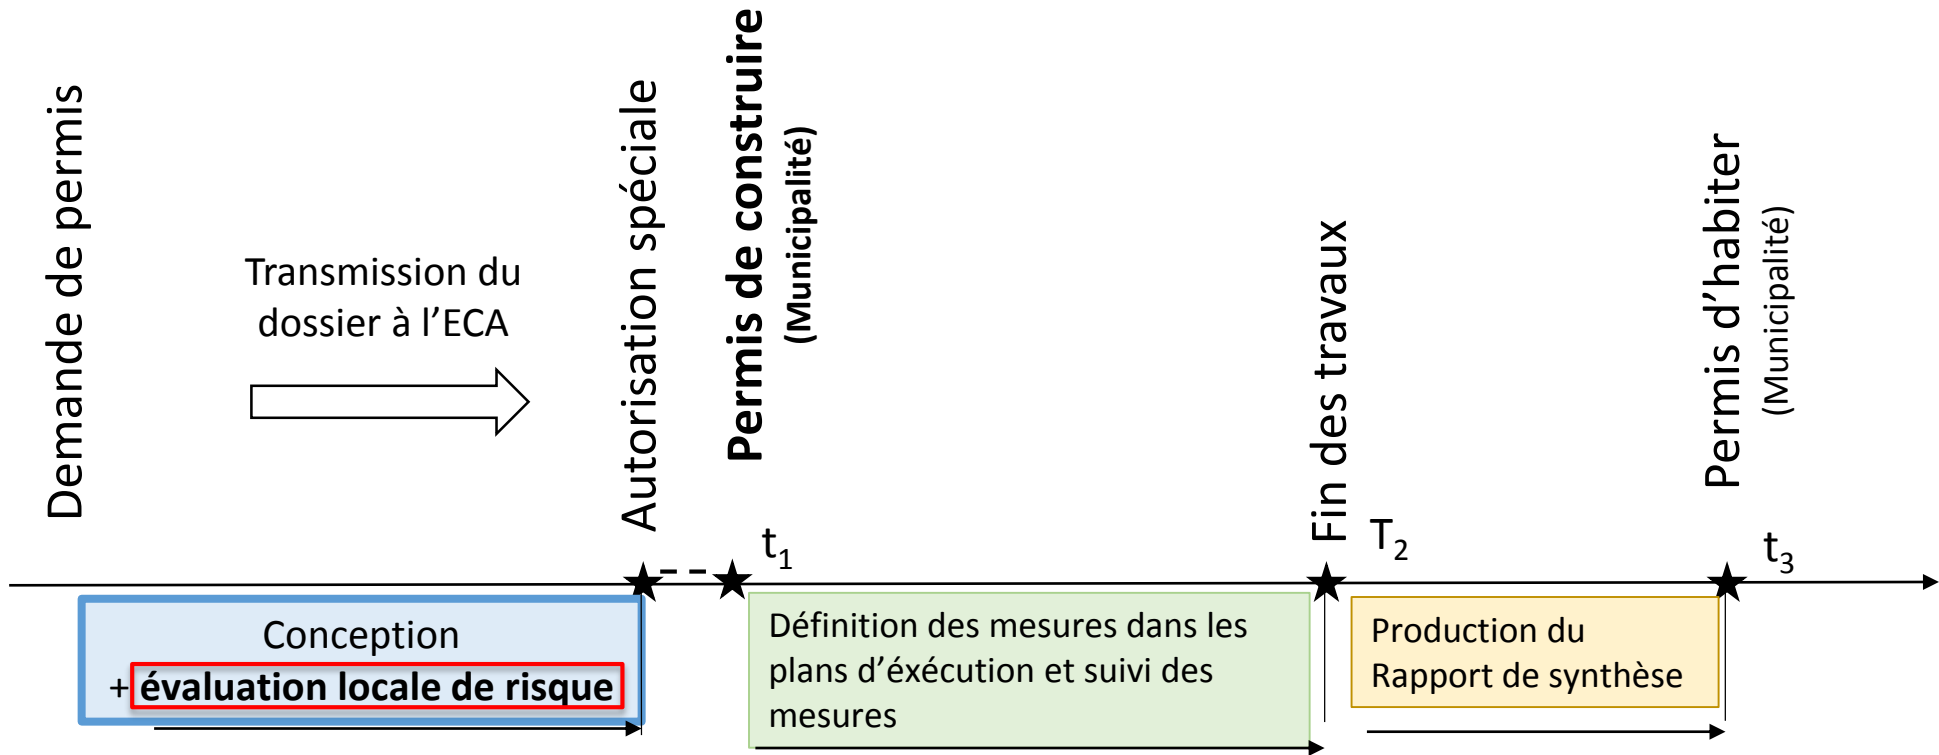 Demande de permis
Transmission du
dossier à l'ECA
Autorisation spéciale
Permis de construire
(Municipalité)
Fin des travaux
Permis d'habiter
(Municipalité)
t1
T2
t3
Conception
+ évaluation locale de risque
Définition des mesures dans les
plans d'éxécution et suivi des
mesures
Production du
Rapport de synthèse